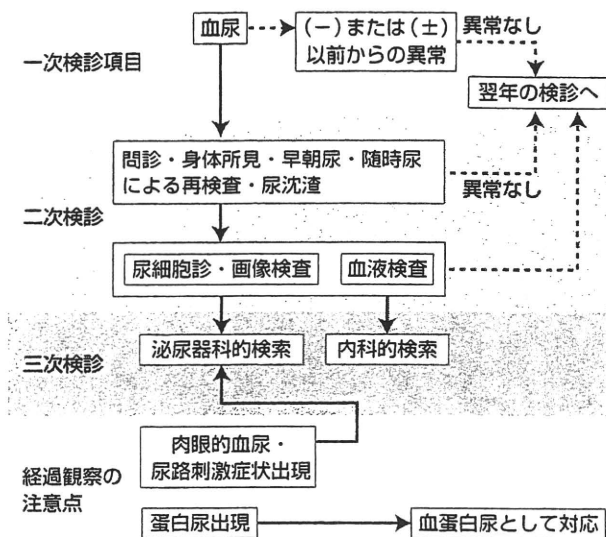 血尿
(−)または(±)
以前からの異常
異常なし
一次検診項目
翌年の検診へ
問診・身体所見・早朝尿・随時尿
による再検査・尿沈渣
異常なし
二次検診
尿細胞診・画像検査
血液検査
泌尿器科的検索
内科的検索
三次検診
肉眼的血尿・
尿路刺激症状出現
経過観察の
注意点
蛋白尿出現
血蛋白尿として対応